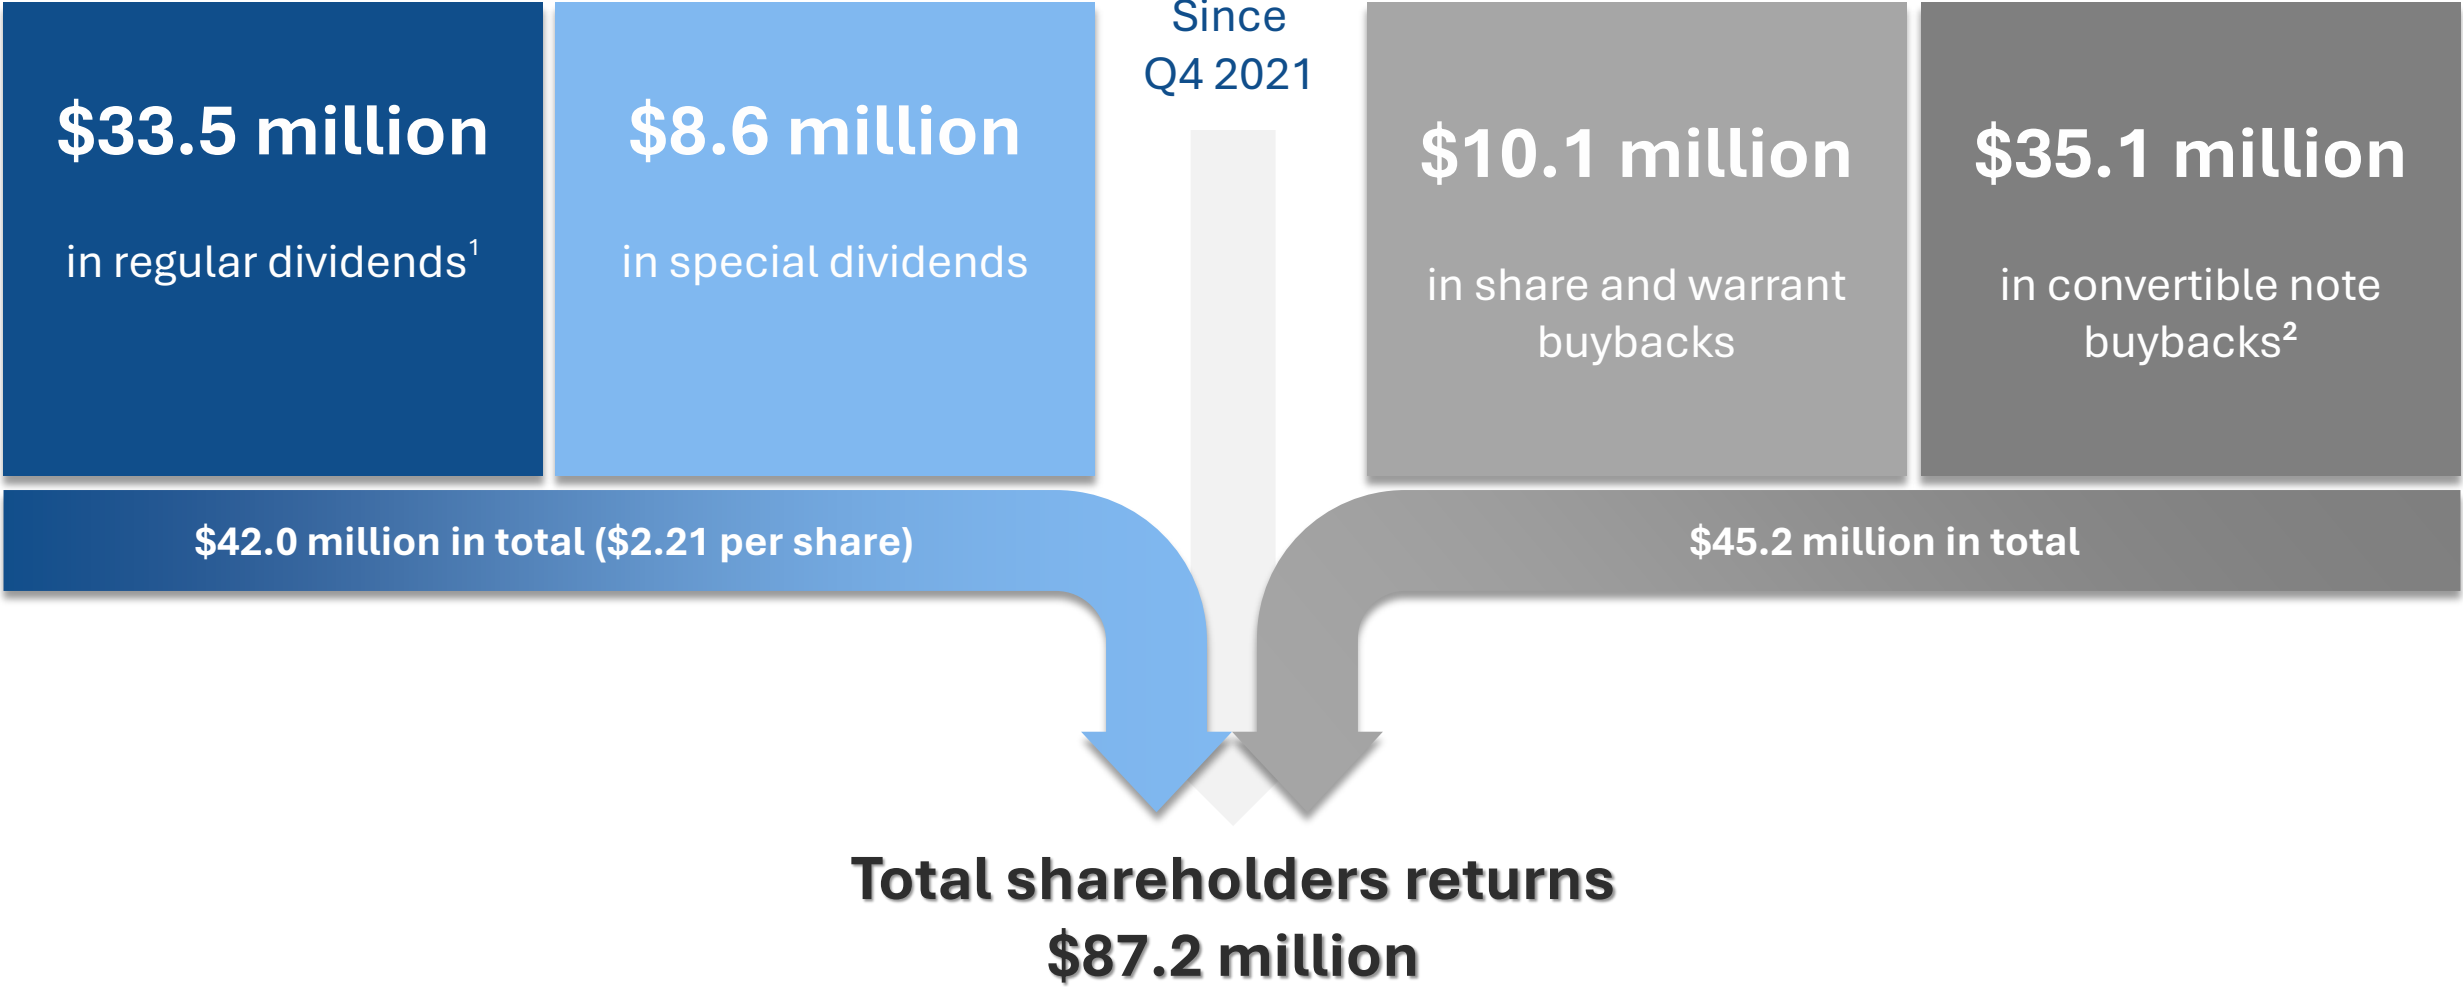 $33.5 million
in regular dividends¹
$8.6 million
in special dividends
Since
Q4 2021
$10.1 million
in share and warrant
buybacks
$35.1 million
in convertible note
buybacks²
$42.0 million in total ($2.21 per share)
$45.2 million in total
Total shareholders returns
$87.2 million